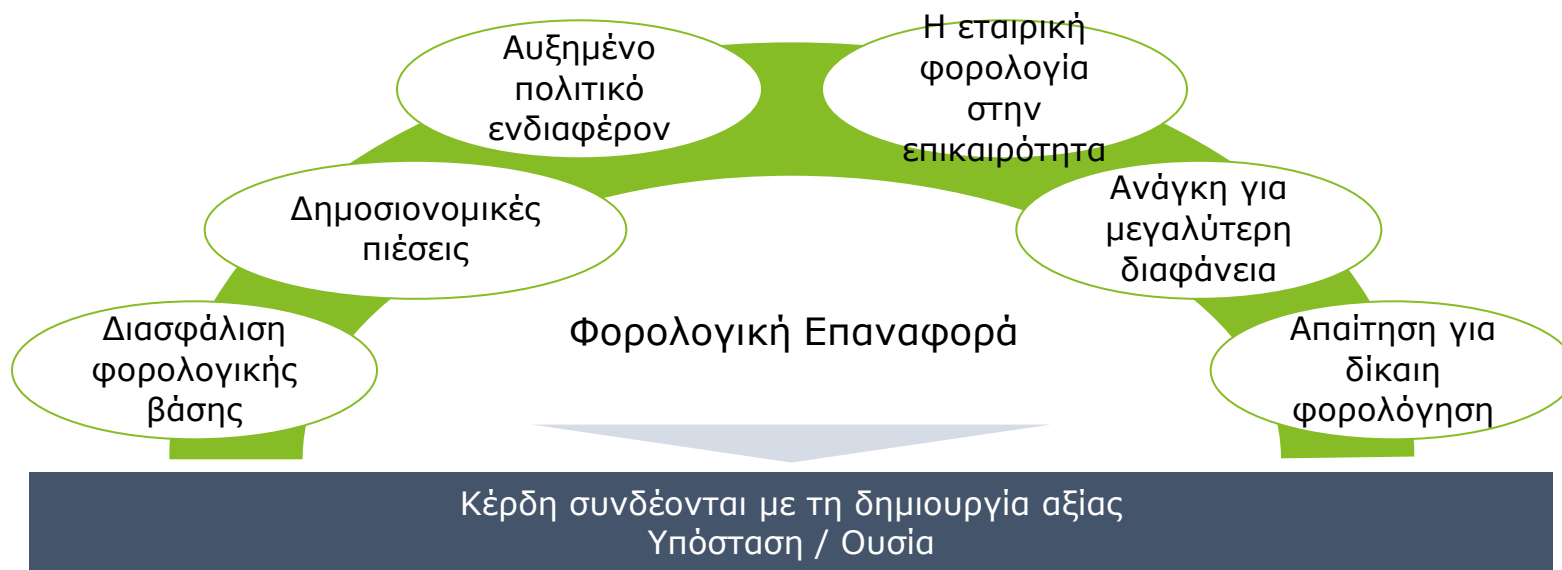 Αυξημένο
πολιτικό
ενδιαφέρον
Η εταιρική
φορολογία
στην
επικαιρότητα
Δημοσιονομικές
πιέσεις
Ανάγκη για
μεγαλύτερη
διαφάνεια
Διασφάλιση
φορολογικής
βάσης
Φορολογική Επαναφορά
Απαίτηση για
δίκαιη
φορολόγηση
Κέρδη συνδέονται με τη δημιουργία αξίας
Υπόσταση / Ουσία